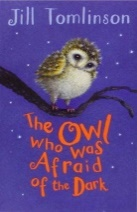 Jill Tomlinson
The Owl
who was
Afraid
of the Dark